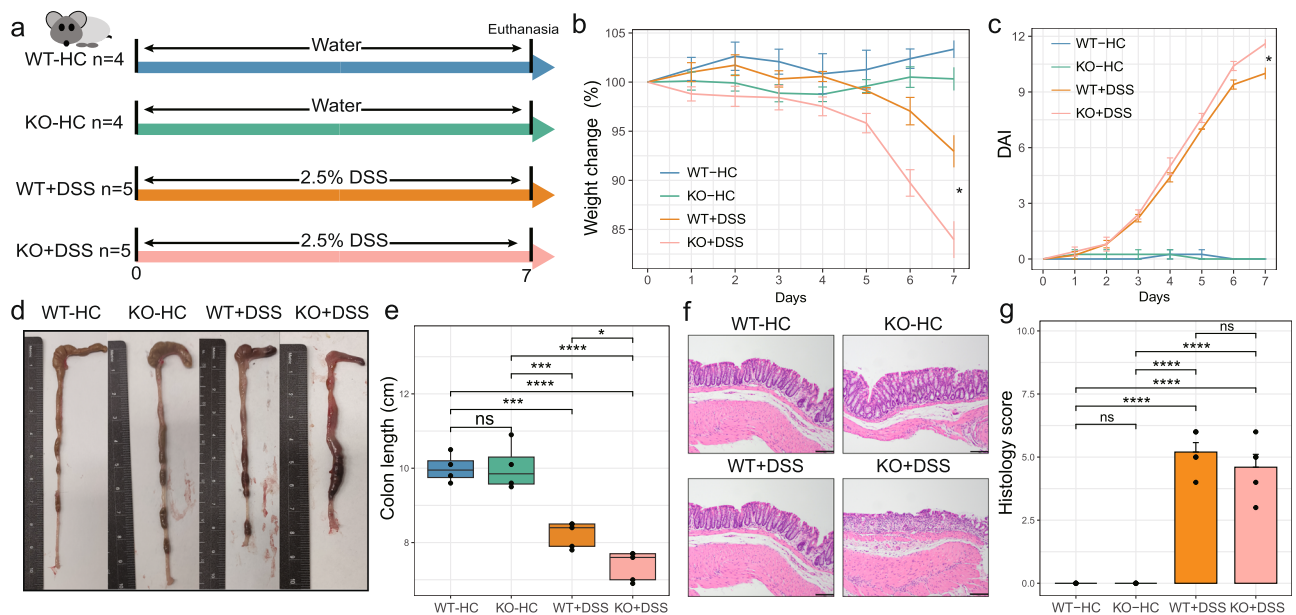 a
Euthanasia
WT-HC n=4
Water
KO-HC n=4
Water
WT+DSS n=5
2.5% DSS
KO+DSS n=5
2.5% DSS
0
7
b
Weight change (%)
105
100
95
90
85
WT−HC
KO−HC
WT+DSS
KO+DSS
*
0 1 2 3 4 5 6 7
Days
c
DAI
12
9
6
3
0
WT−HC
KO−HC
WT+DSS
KO+DSS
*
0 1 2 3 4 5 6 7
Days
d
WT-HC KO-HC WT+DSS KO+DSS
e
Colon length (cm)
12
10
8
*
****
***
****
***
ns
WT-HC KO-HC WT+DSS KO+DSS
f
WT-HC KO-HC
WT+DSS KO+DSS
g
Histology score
10.0
7.5
5.0
2.5
0.0
ns
****
****
****
****
ns
WT−HC KO−HC WT+DSS KO+DSS